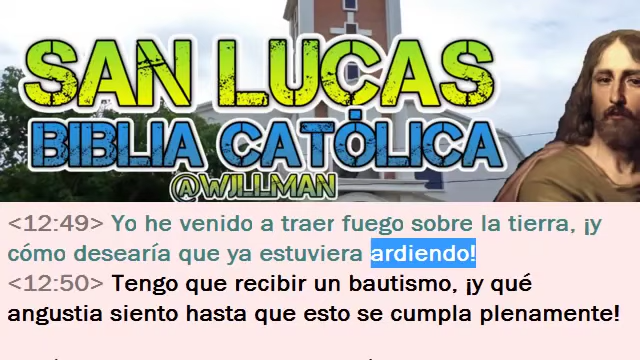 SAN LUCAS
BIBLIA CATÓLICA
@WJLLMAN
<12:49> Yo he venido a traer fuego sobre la tierra, ¡y
cómo desearía que ya estuviera ardiendo!
<12:50> Tengo que recibir un bautismo, ¡y qué
angustia siento hasta que esto se cumpla plenamente!